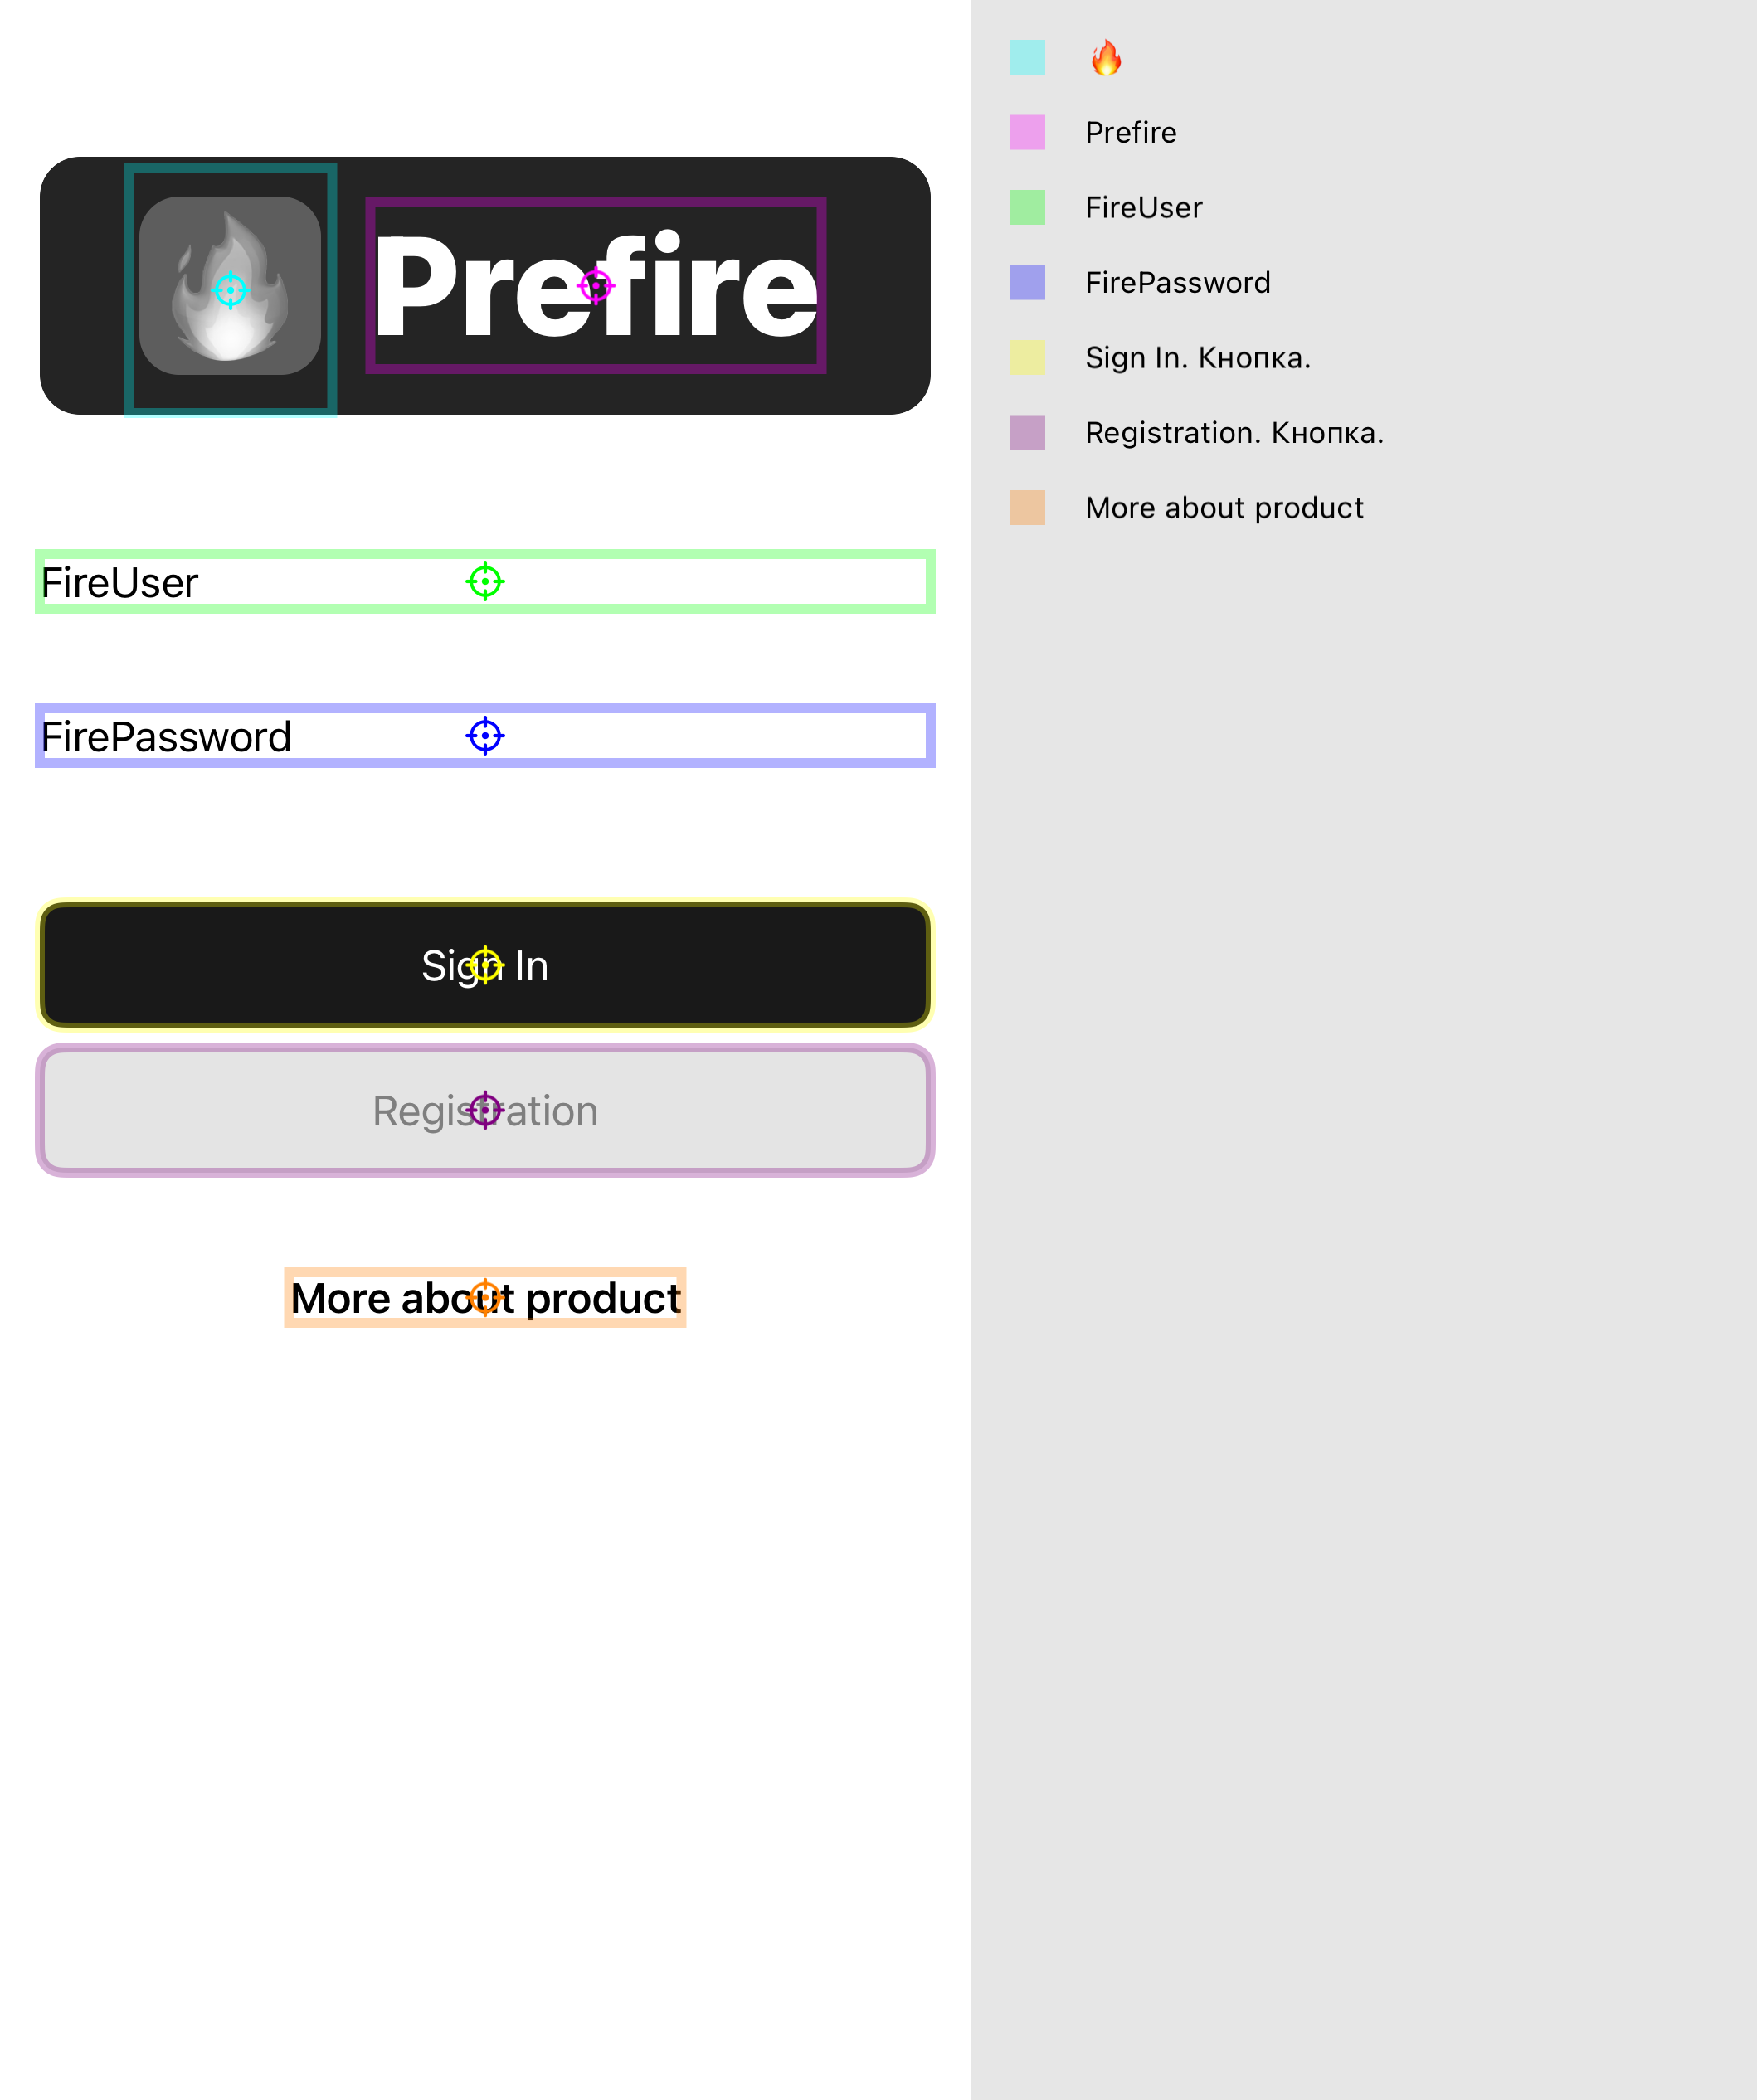 Prefire
FireUser
FirePassword
Sign In
Registration
More about product
🔥
Prefire
FireUser
FirePassword
Sign In. Кнопка.
Registration. Кнопка.
More about product